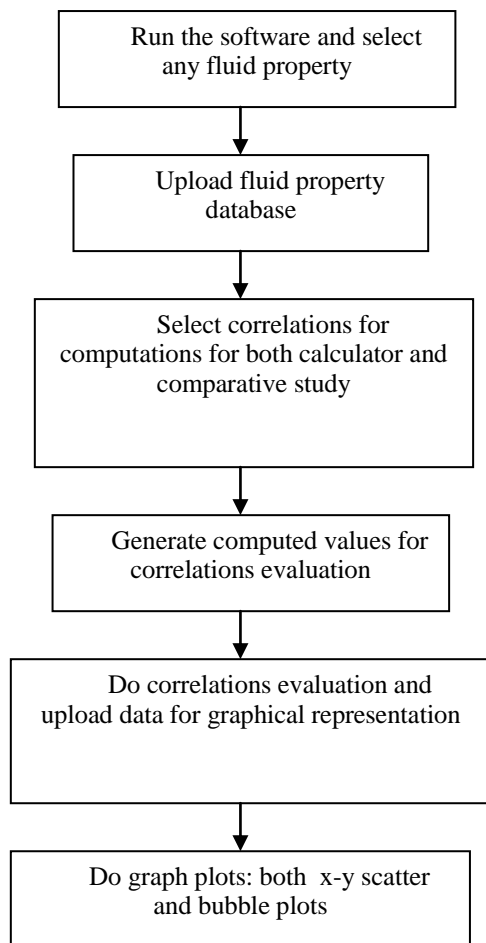 Run the software and select
any fluid property
Upload fluid property
database
Select correlations for
computations for both calculator and
comparative study
Generate computed values for
correlations evaluation
Do correlations evaluation and
upload data for graphical representation
Do graph plots: both x-y scatter
and bubble plots